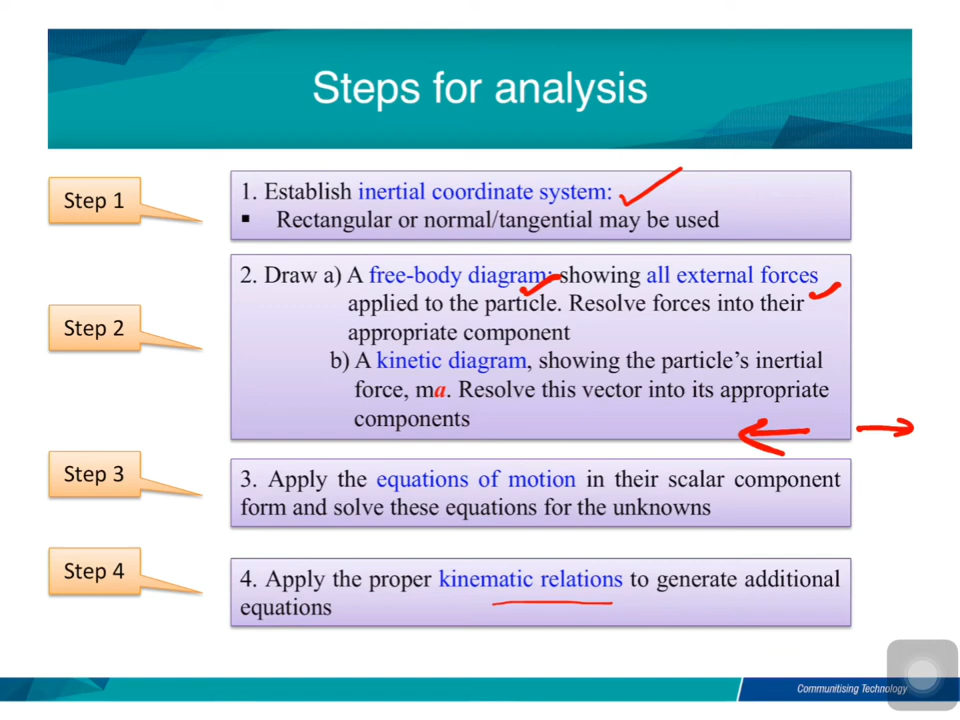 Steps for analysis
Step 1
1. Establish inertial coordinate system:
▪ Rectangular or normal/tangential may be used
Step 2
2. Draw a) A free-body diagram: showing all external forces
applied to the particle. Resolve forces into their
appropriate component
b) A kinetic diagram, showing the particle's inertial
force, ma. Resolve this vector into its appropriate
components
Step 3
3. Apply the equations of motion in their scalar component
form and solve these equations for the unknowns
Step 4
4. Apply the proper kinematic relations to generate additional
equations
Communitising Technology